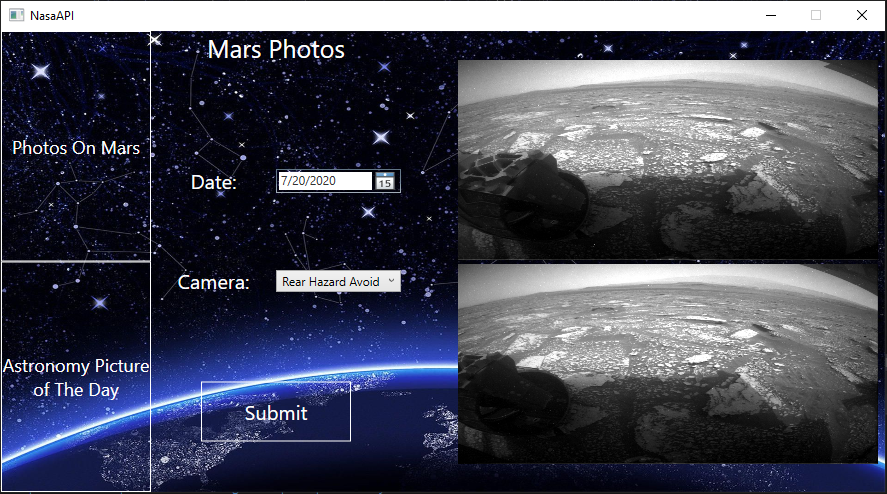 NasaAPI
Mars Photos
Photos On Mars
Date:
7/20/2020
15
Camera:
Rear Hazard Avoid
Astronomy Picture
of The Day
Submit